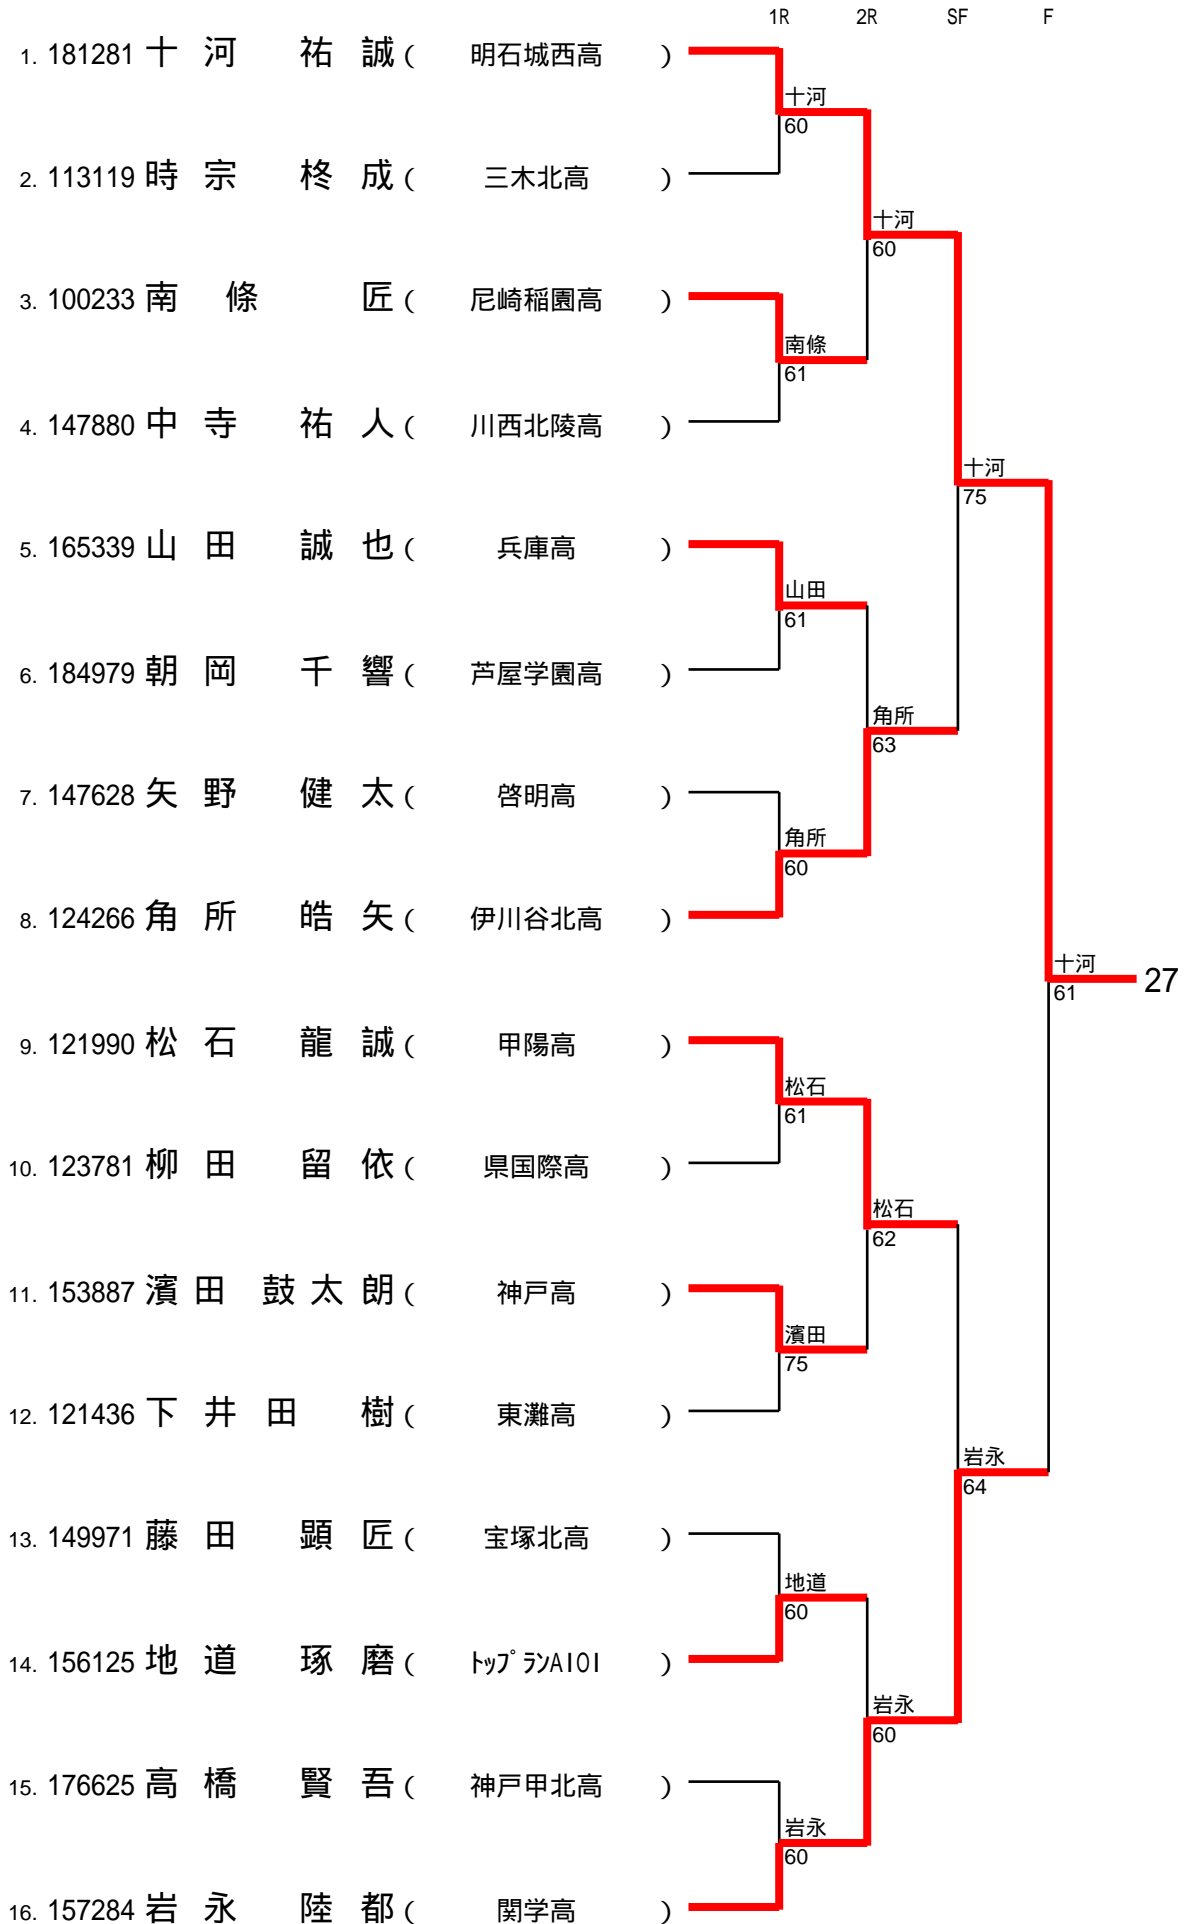 1R 2R SF F
1. 181281 十河 祐誠 ( 明石城西高 )
十河
60
2. 113119 時宗 柊成 ( 三木北高 )
十河
60
3. 100233 南條 匠 ( 尼崎稲園高 )
南條
61
4. 147880 中寺 祐人 ( 川西北陵高 )
十河
75
5. 165339 山田 誠也 ( 兵庫高 )
山田
61
6. 184979 朝岡 千響 ( 芦屋学園高 )
角所
63
7. 147628 矢野 健太 ( 啓明高 )
角所
60
8. 124266 角所 皓矢 ( 伊川谷北高 )
十河
61
27
9. 121990 松石 龍誠 ( 甲陽高 )
松石
61
10. 123781 柳田 留依 ( 県国際高 )
松石
62
11. 153887 濱田 鼓太朗 ( 神戸高 )
濱田
75
12. 121436 下井田 樹 ( 東灘高 )
岩永
64
13. 149971 藤田 顕匠 ( 宝塚北高 )
地道
60
14. 156125 地道 琢磨 ( トップランAIOI )
岩永
60
15. 176625 高橋 賢吾 ( 神戸甲北高 )
岩永
60
16. 157284 岩永 陸都 ( 関学高 )